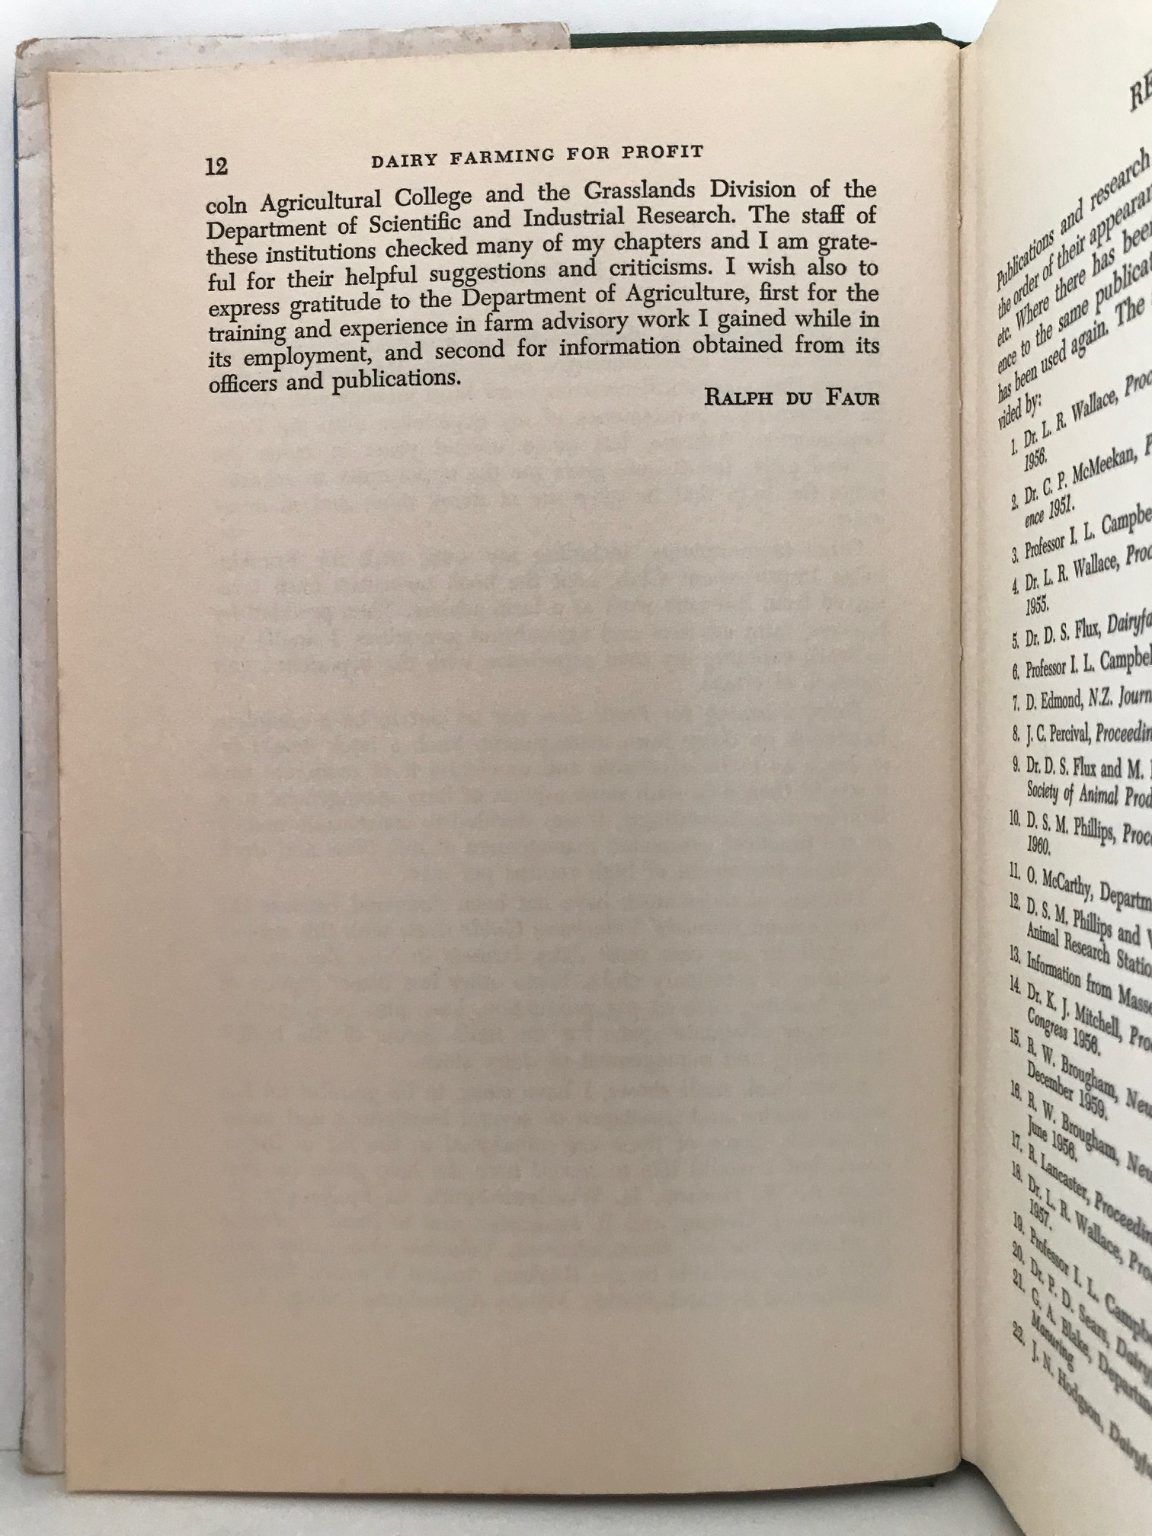 12 DAIRY FARMING FOR PROFIT
coln Agricultural College and the Grasslands Division of the
Department of Scientific and Industrial Research. The staff of
these institutions checked many of my chapters and I am grate-
ful for their helpful suggestions and criticisms. I wish also to
express gratitude to the Department of Agriculture, first for the
training and experience in farm advisory work I gained while in
its employment, and second for information obtained from its
officers and publications.
RALPH DU FAUR
RE
Publications and research
the order of their appearan
etc. Where there has been
ence to the same publicat
has been used again. The
vided by:
1. Dr. L. R. Wallace, Proc
1956.
2. Dr. C. P. McMeekan, P
ence 1951.
3. Professor I. L. Campbe
4. Dr. L. R. Wallace, Proc
1955.
5. Dr. D. S. Flux, Dairyfa
6. Professor I. L. Campbel
7. D. Edmond, N.Z. Journ
8. J. C. Percival, Proceedin
9. Dr. D. S. Flux and M.
Society of Animal Prod
10. D. S. M. Phillips, Proce
1960.
11. O. McCarthy, Departm
12. D. S. M. Phillips and
Animal Research Statio
13. Information from Masse
14. Dr. K. J. Mitchell, Pro
Congress 1956.
15. R. W. Brougham, New
December 1959.
16. R. W. Brougham, New
June 1956.
17. R. Lancaster, Proceedin
18. Dr. L. R. Wallace, Pro
1957.
19. Professor I. L. Campbe
20. Dr. P. D. Sears, Dairyf
21. G. A. Blake, Departme
Manuring
22. J. N. Hodgson, Dairyfa